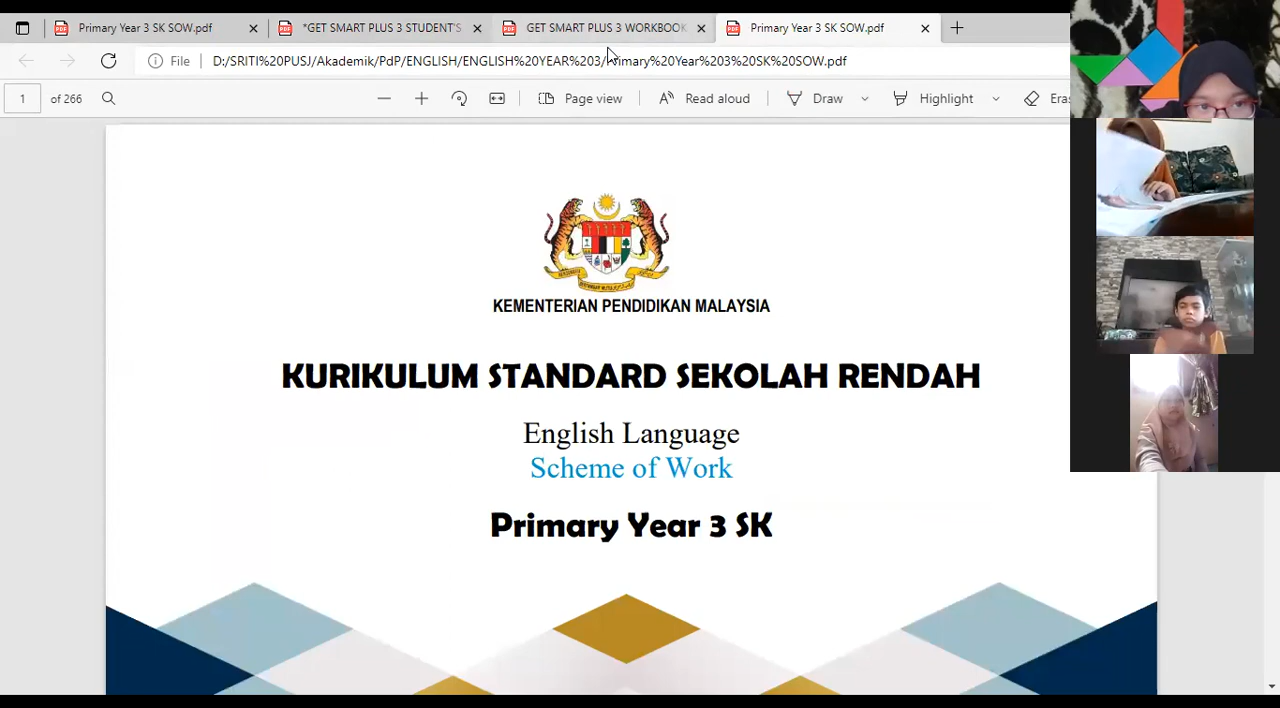 Primary Year 3 SK SOW.pdf
*GET SMART PLUS 3 STUDENT'S
GET SMART PLUS 3 WORKBOOK
Primary Year 3 SK SOW.pdf
File
D:/SRITI%20PUSJ/Akademik/PdP/ENGLISH/ENGLISH%20YEAR%203/Primary%20Year%203%20SK%20SOW.pdf
1 of 266
Page view
Read aloud
Draw
Highlight
Eras
KEMENTERIAN PENDIDIKAN MALAYSIA
KURIKULUM STANDARD SEKOLAH RENDAH
English Language
Scheme of Work
Primary Year 3 SK